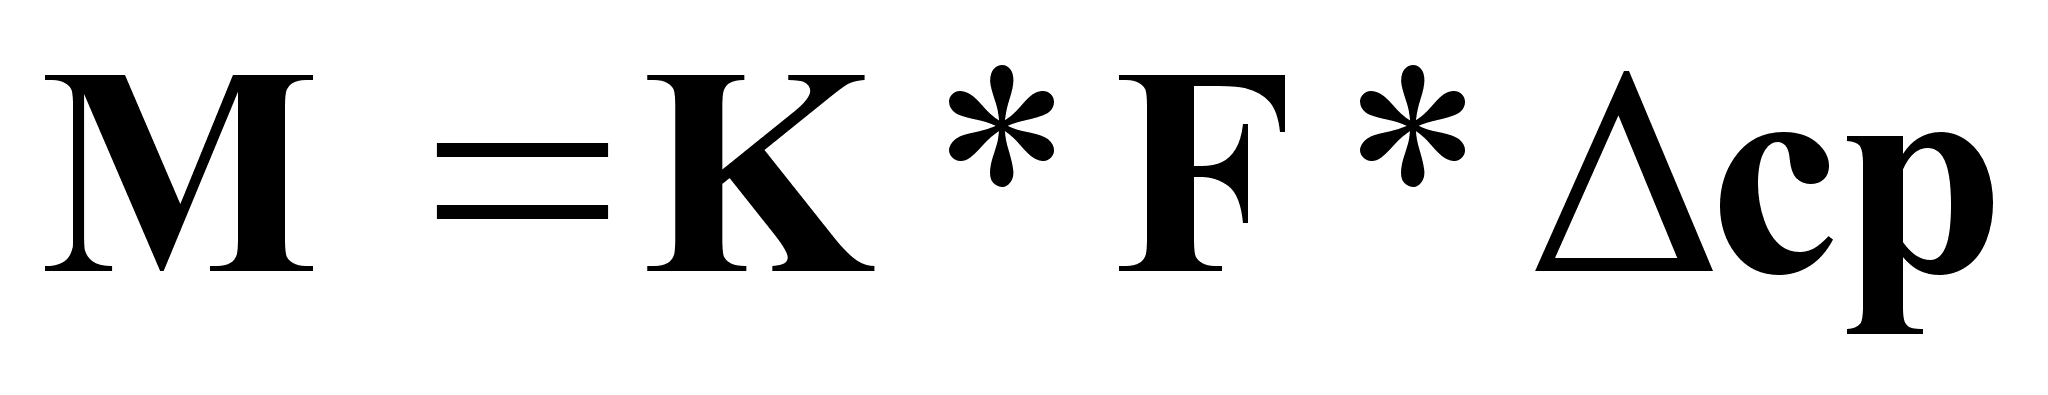 M = K * F * Δcp